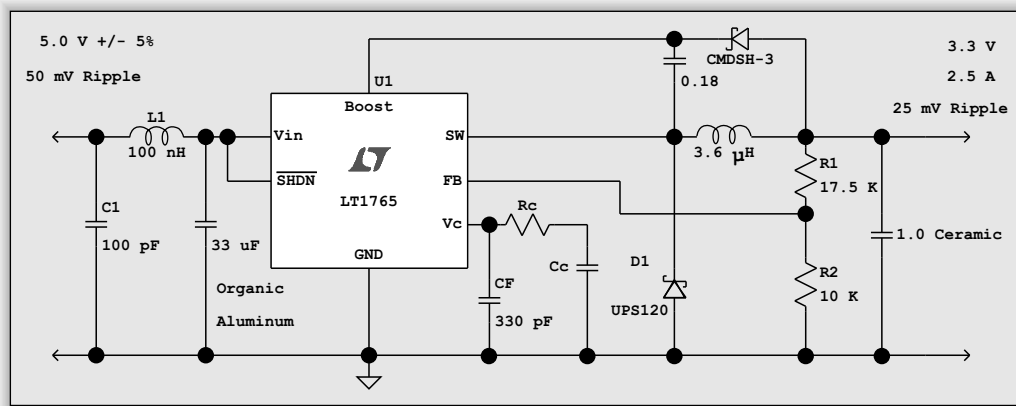 5.0 V +/- 5%
50 mV Ripple
L1
100 nH
C1
100 pF
33 uF
Organic
Aluminum
U1
Boost
Vin
SW
SHDN
FB
LT1765
Vc
GND
Rc
Cc
CF
330 pF
CMDSH-3
0.18
3.6 µH
D1
UPS120
3.3 V
2.5 A
25 mV Ripple
R1
17.5 K
R2
10 K
1.0 Ceramic